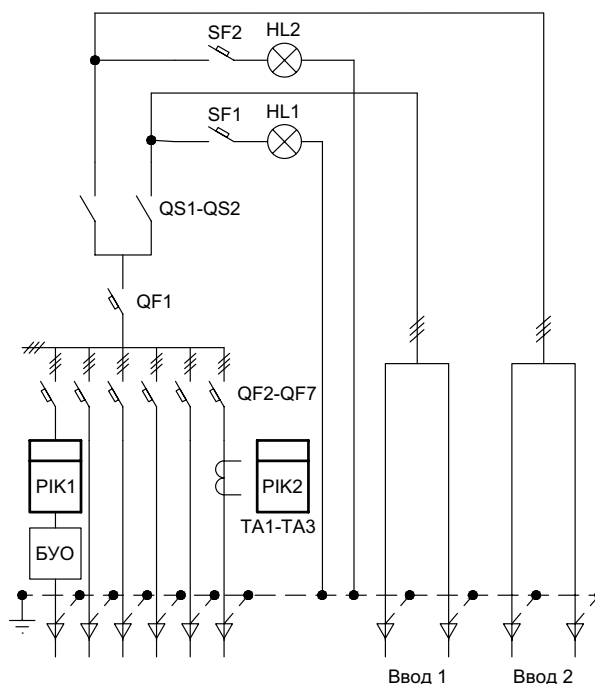 SF2
HL2
SF1
HL1
QS1-QS2
QF1
QF2-QF7
PIK1
PIK2
TA1-TA3
БУО
Ввод 1
Ввод 2